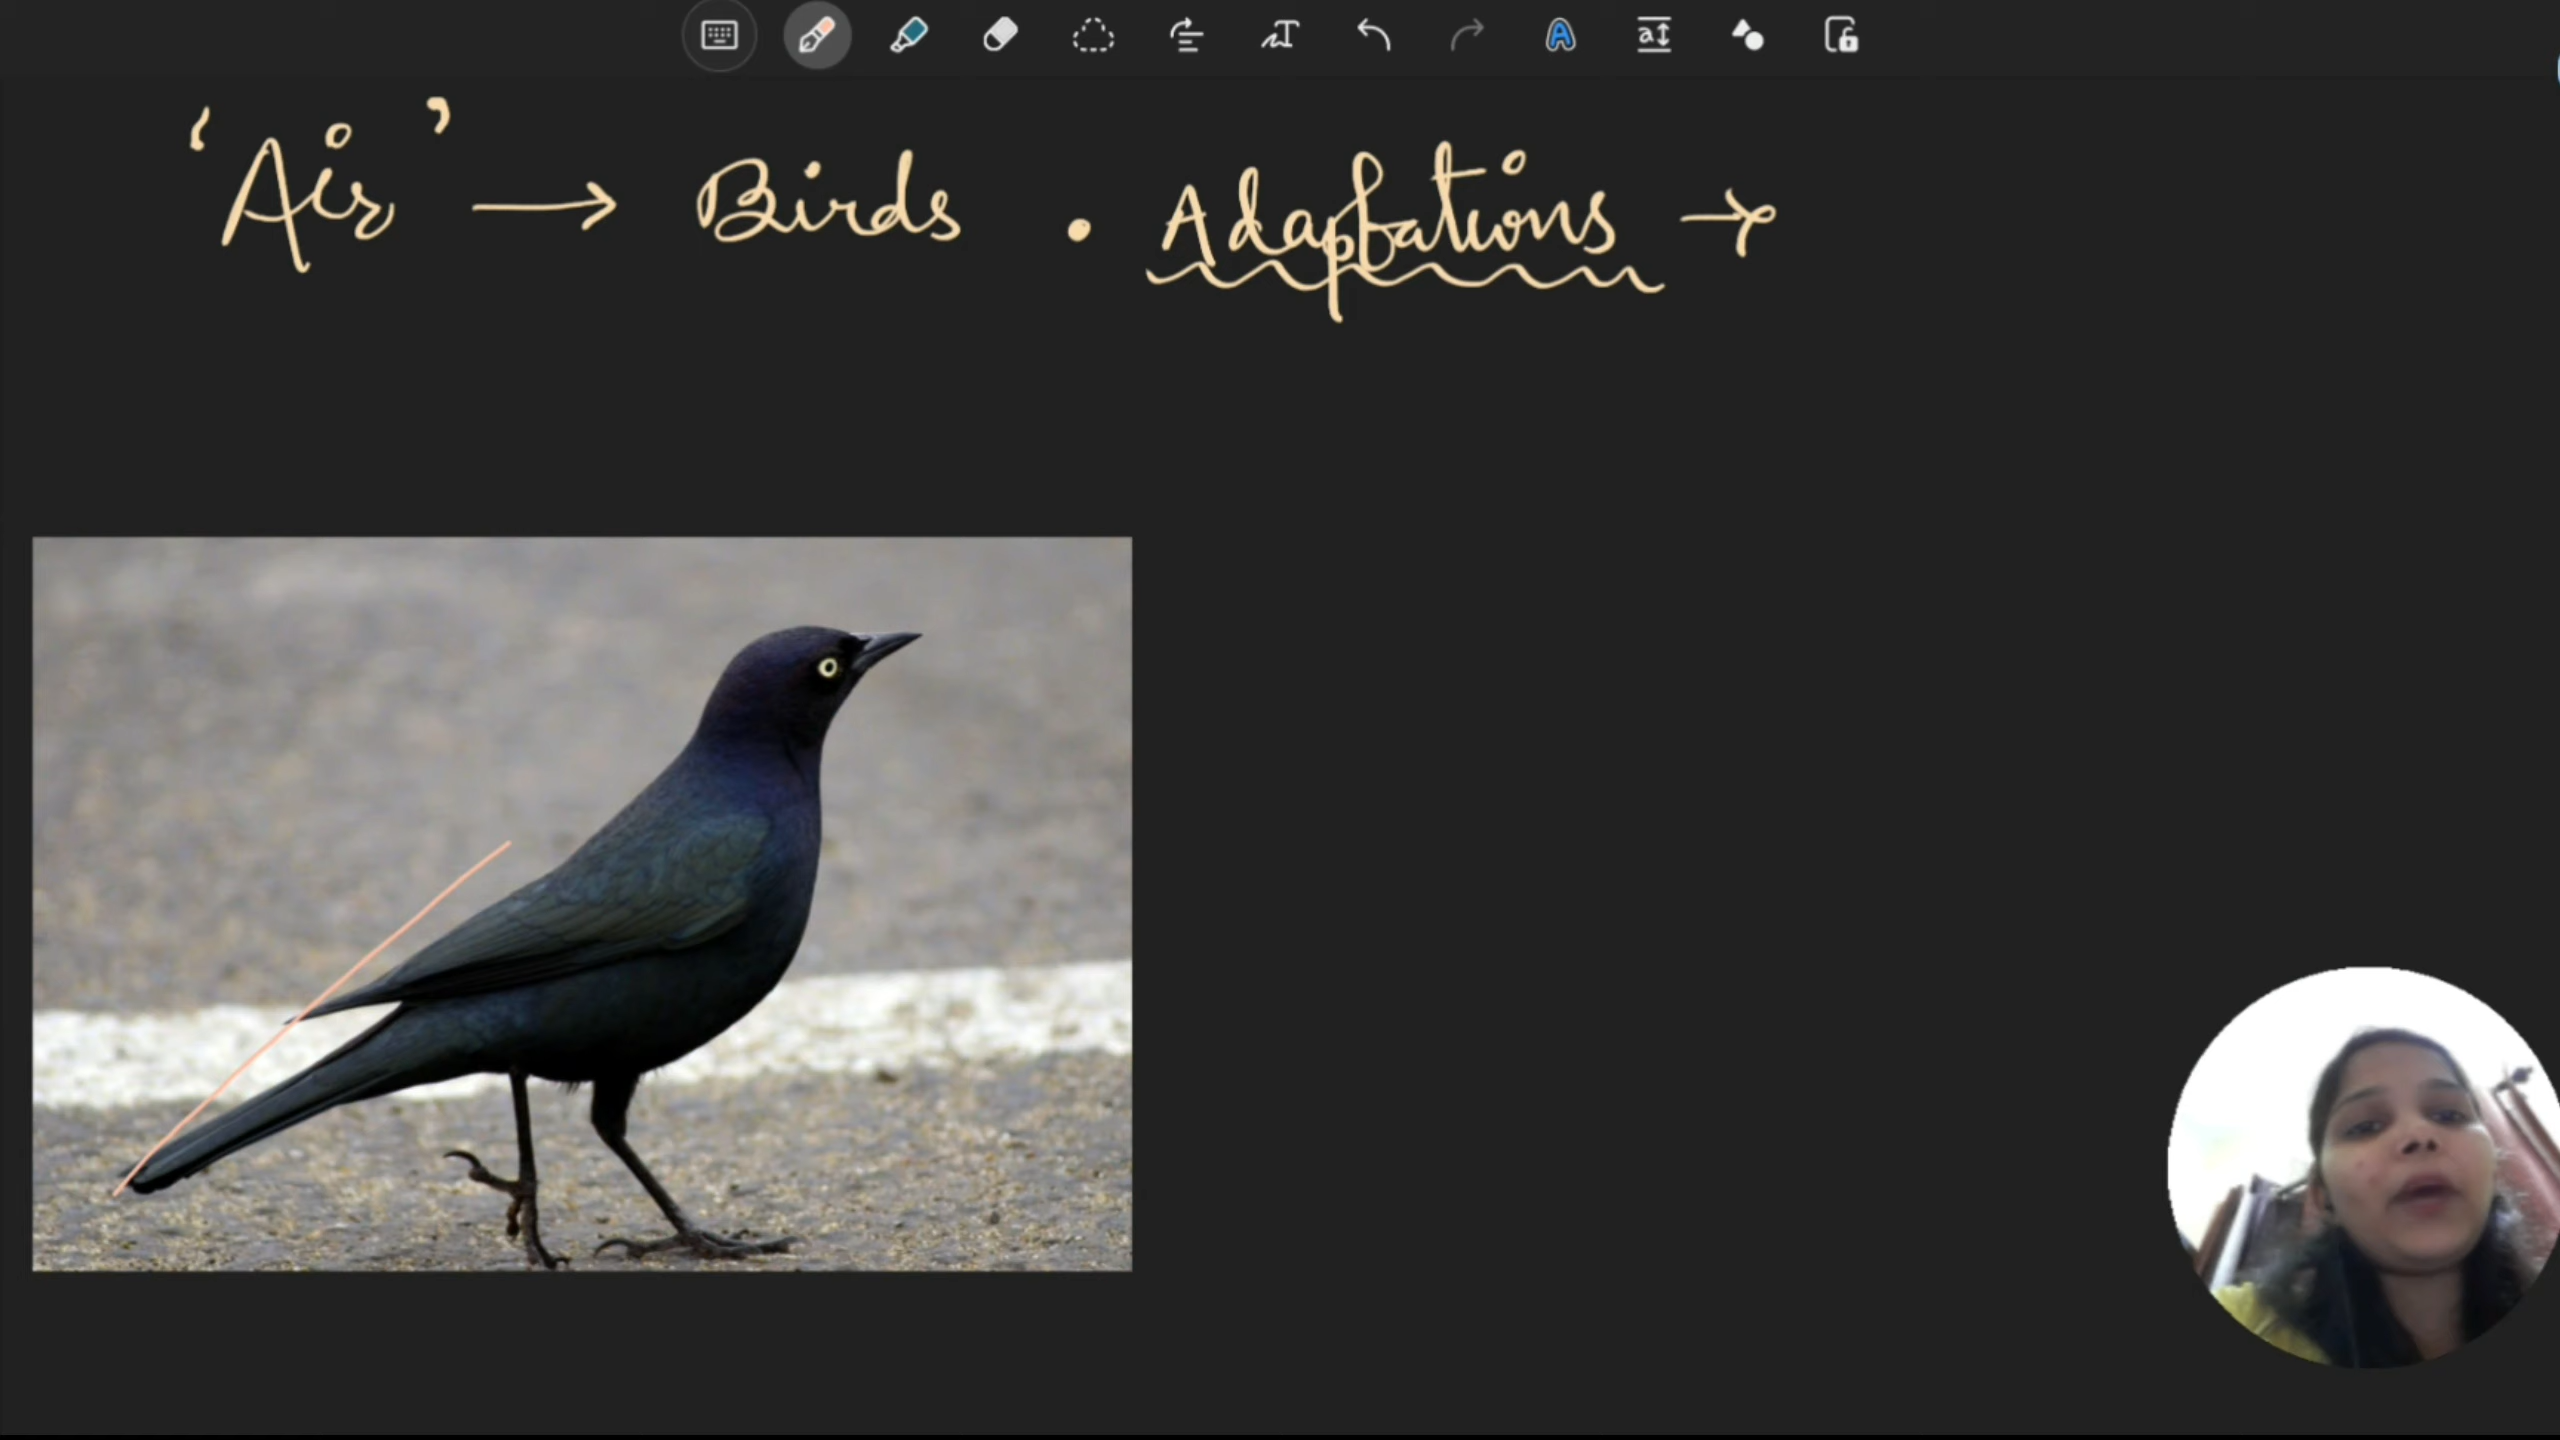 'Air' → Birds . Adaptations →